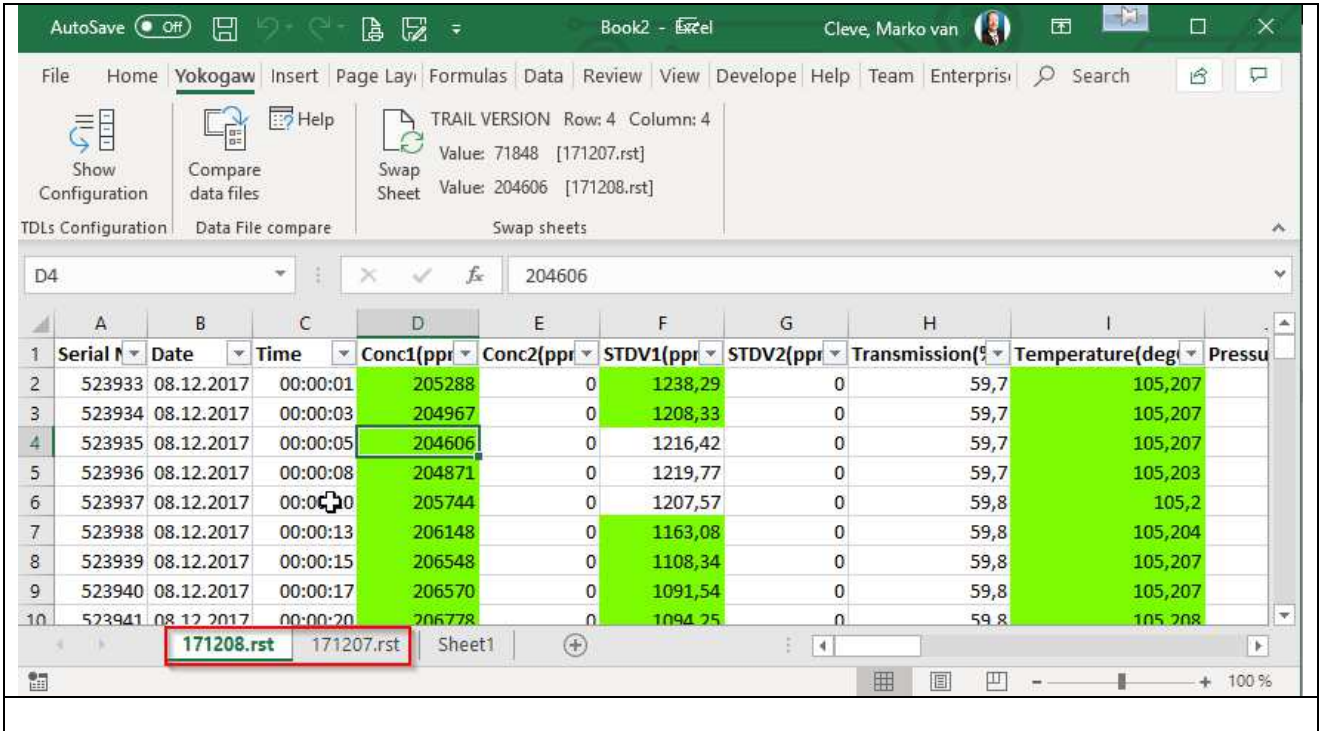 AutoSave Off Book2 - Excel Cleve, Marko van
File Home Yokogaw Insert Page Layı Formulas Data Review View Develope Help Team Enterpris Search
Show Configuration
Compare data files
Help
Swap Sheet
TRAIL VERSION Row: 4 Column: 4
Value: 71848 [171207.rst]
Value: 204606 [171208.rst]
TDLs Configuration Data File compare Swap sheets
D4 fx 204606
A B C D E F G H I
1 Serial N Date Time Conc1(ppr Conc2(ppr STDV1(ppr STDV2(ppr Transmission(% Temperature(deg Pressu
2 523933 08.12.2017 00:00:01 205288 0 1238,29 0 59,7 105,207
3 523934 08.12.2017 00:00:03 204967 0 1208,33 0 59,7 105,207
4 523935 08.12.2017 00:00:05 204606 0 1216,42 0 59,7 105,207
5 523936 08.12.2017 00:00:08 204871 0 1219,77 0 59,7 105,203
6 523937 08.12.2017 205744 0 1207,57 0 59,8 105,2
7 523938 08.12.2017 00:00:13 206148 0 1163,08 0 59,8 105,204
8 523939 08.12.2017 00:00:15 206548 0 1108,34 0 59,8 105,207
9 523940 08.12.2017 00:00:17 206570 0 1091,54 0 59,8 105,207
10 523941 08.12.2017 00:00:20 206778 0 1094,25 0 59,8 105,208
171208.rst 171207.rst Sheet1
100 %